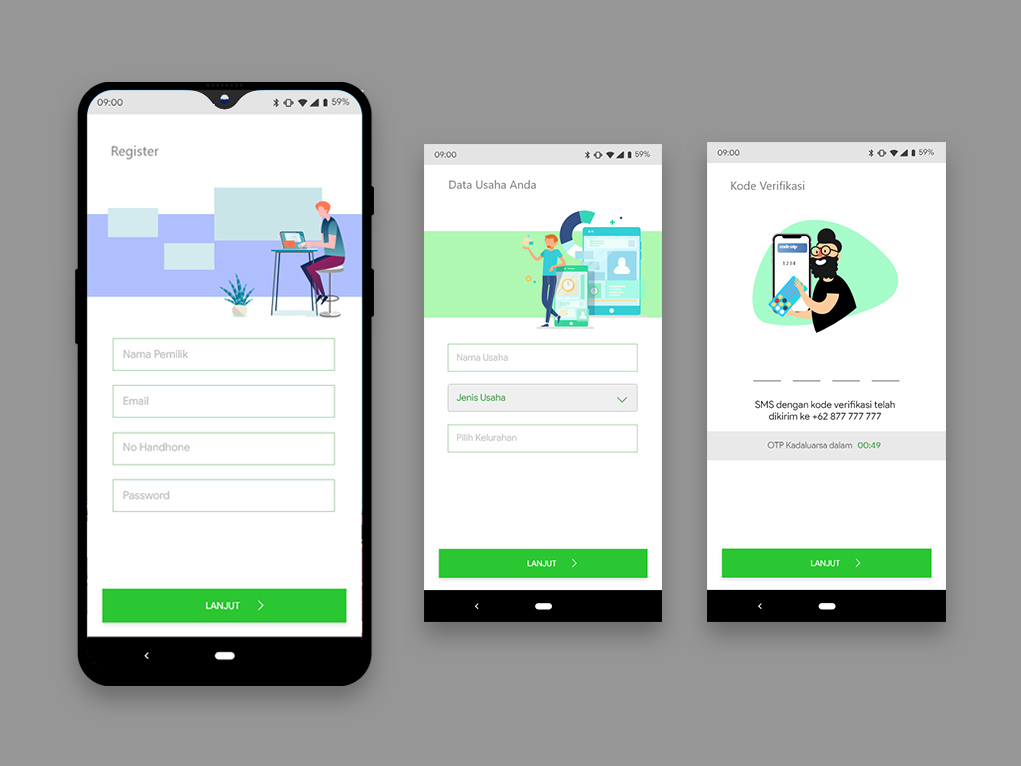 09:00
59%
Register
Nama Pemilik
Email
No Handhone
Password
LANJUT
09:00
59%
Data Usaha Anda
Nama Usaha
Jenis Usaha
Pilih Kelurahan
LANJUT
09:00
59%
Kode Verifikasi
code otp
1 2 3 4
SMS dengan kode verifikasi telah
dikirim ke +62 877 777 777
OTP Kadaluarsa dalam 00:49
LANJUT